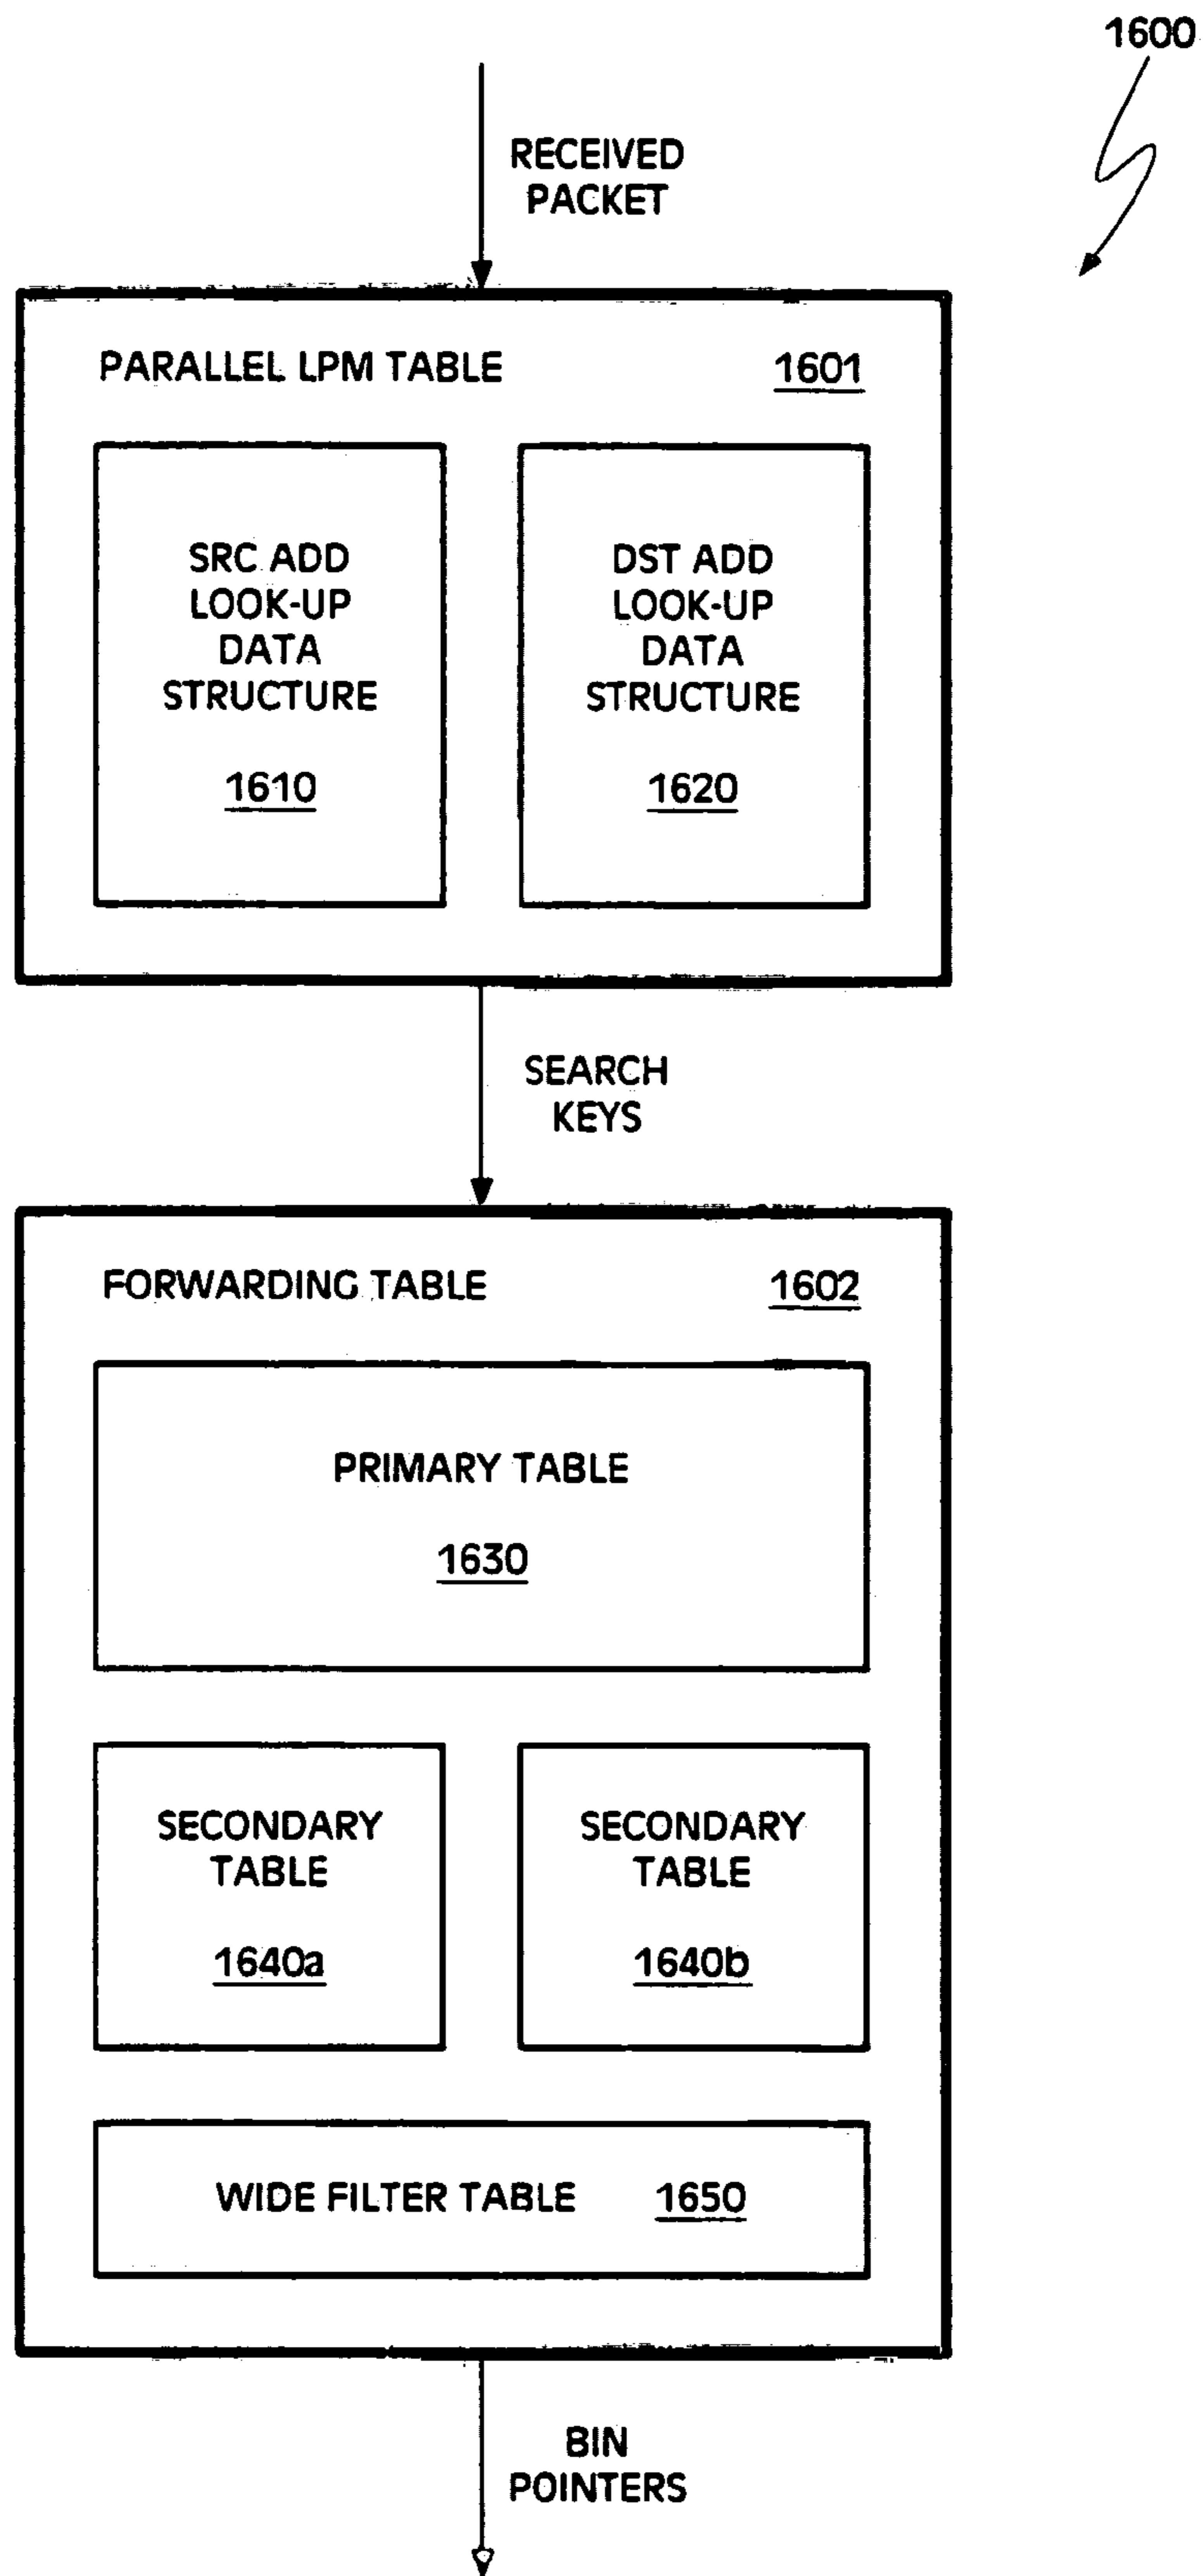 1600
RECEIVED
PACKET
PARALLEL LPM TABLE 1601
SRC ADD
LOOK-UP
DATA
STRUCTURE
1610
DST ADD
LOOK-UP
DATA
STRUCTURE
1620
SEARCH
KEYS
FORWARDING TABLE 1602
PRIMARY TABLE
1630
SECONDARY
TABLE
1640a
SECONDARY
TABLE
1640b
WIDE FILTER TABLE 1650
BIN
POINTERS